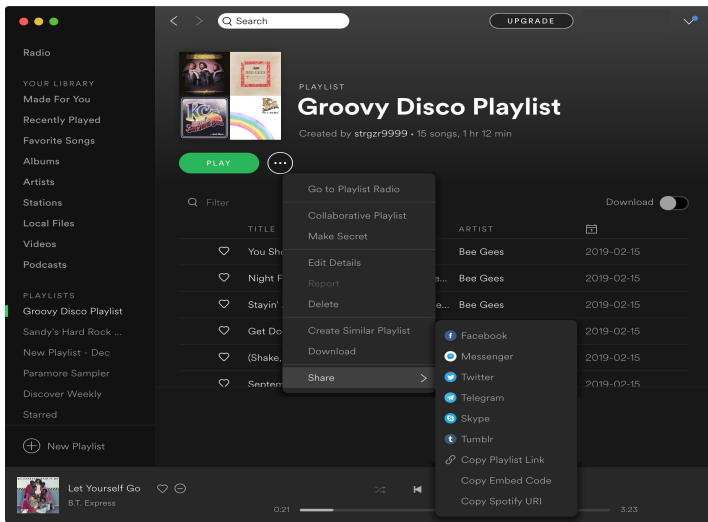 Search
UPGRADE
Radio
YOUR LIBRARY
Made For You
Recently Played
Favorite Songs
Albums
Artists
Stations
Local Files
Videos
Podcasts
PLAYLISTS
Groovy Disco Playlist
Sandy's Hard Rock ...
New Playlist - Dec
Paramore Sampler
Discover Weekly
Starred
New Playlist
PLAYLIST
Groovy Disco Playlist
Created by strgzr9999 • 15 songs, 1 hr 12 min
PLAY
Filter
Download
TITLE
ARTIST
You Sho
Bee Gees
2019-02-15
Night F
e...
Bee Gees
2019-02-15
Stayin'
e...
Bee Gees
2019-02-15
Get Do
2019-02-15
(Shake,
2019-02-15
Septem
2019-02-15
Go to Playlist Radio
Collaborative Playlist
Make Secret
Edit Details
Report
Delete
Create Similar Playlist
Download
Share
Facebook
Messenger
Twitter
Telegram
Skype
Tumblr
Copy Playlist Link
Copy Embed Code
Copy Spotify URI
Let Yourself Go
B.T. Express
0:21
3:23